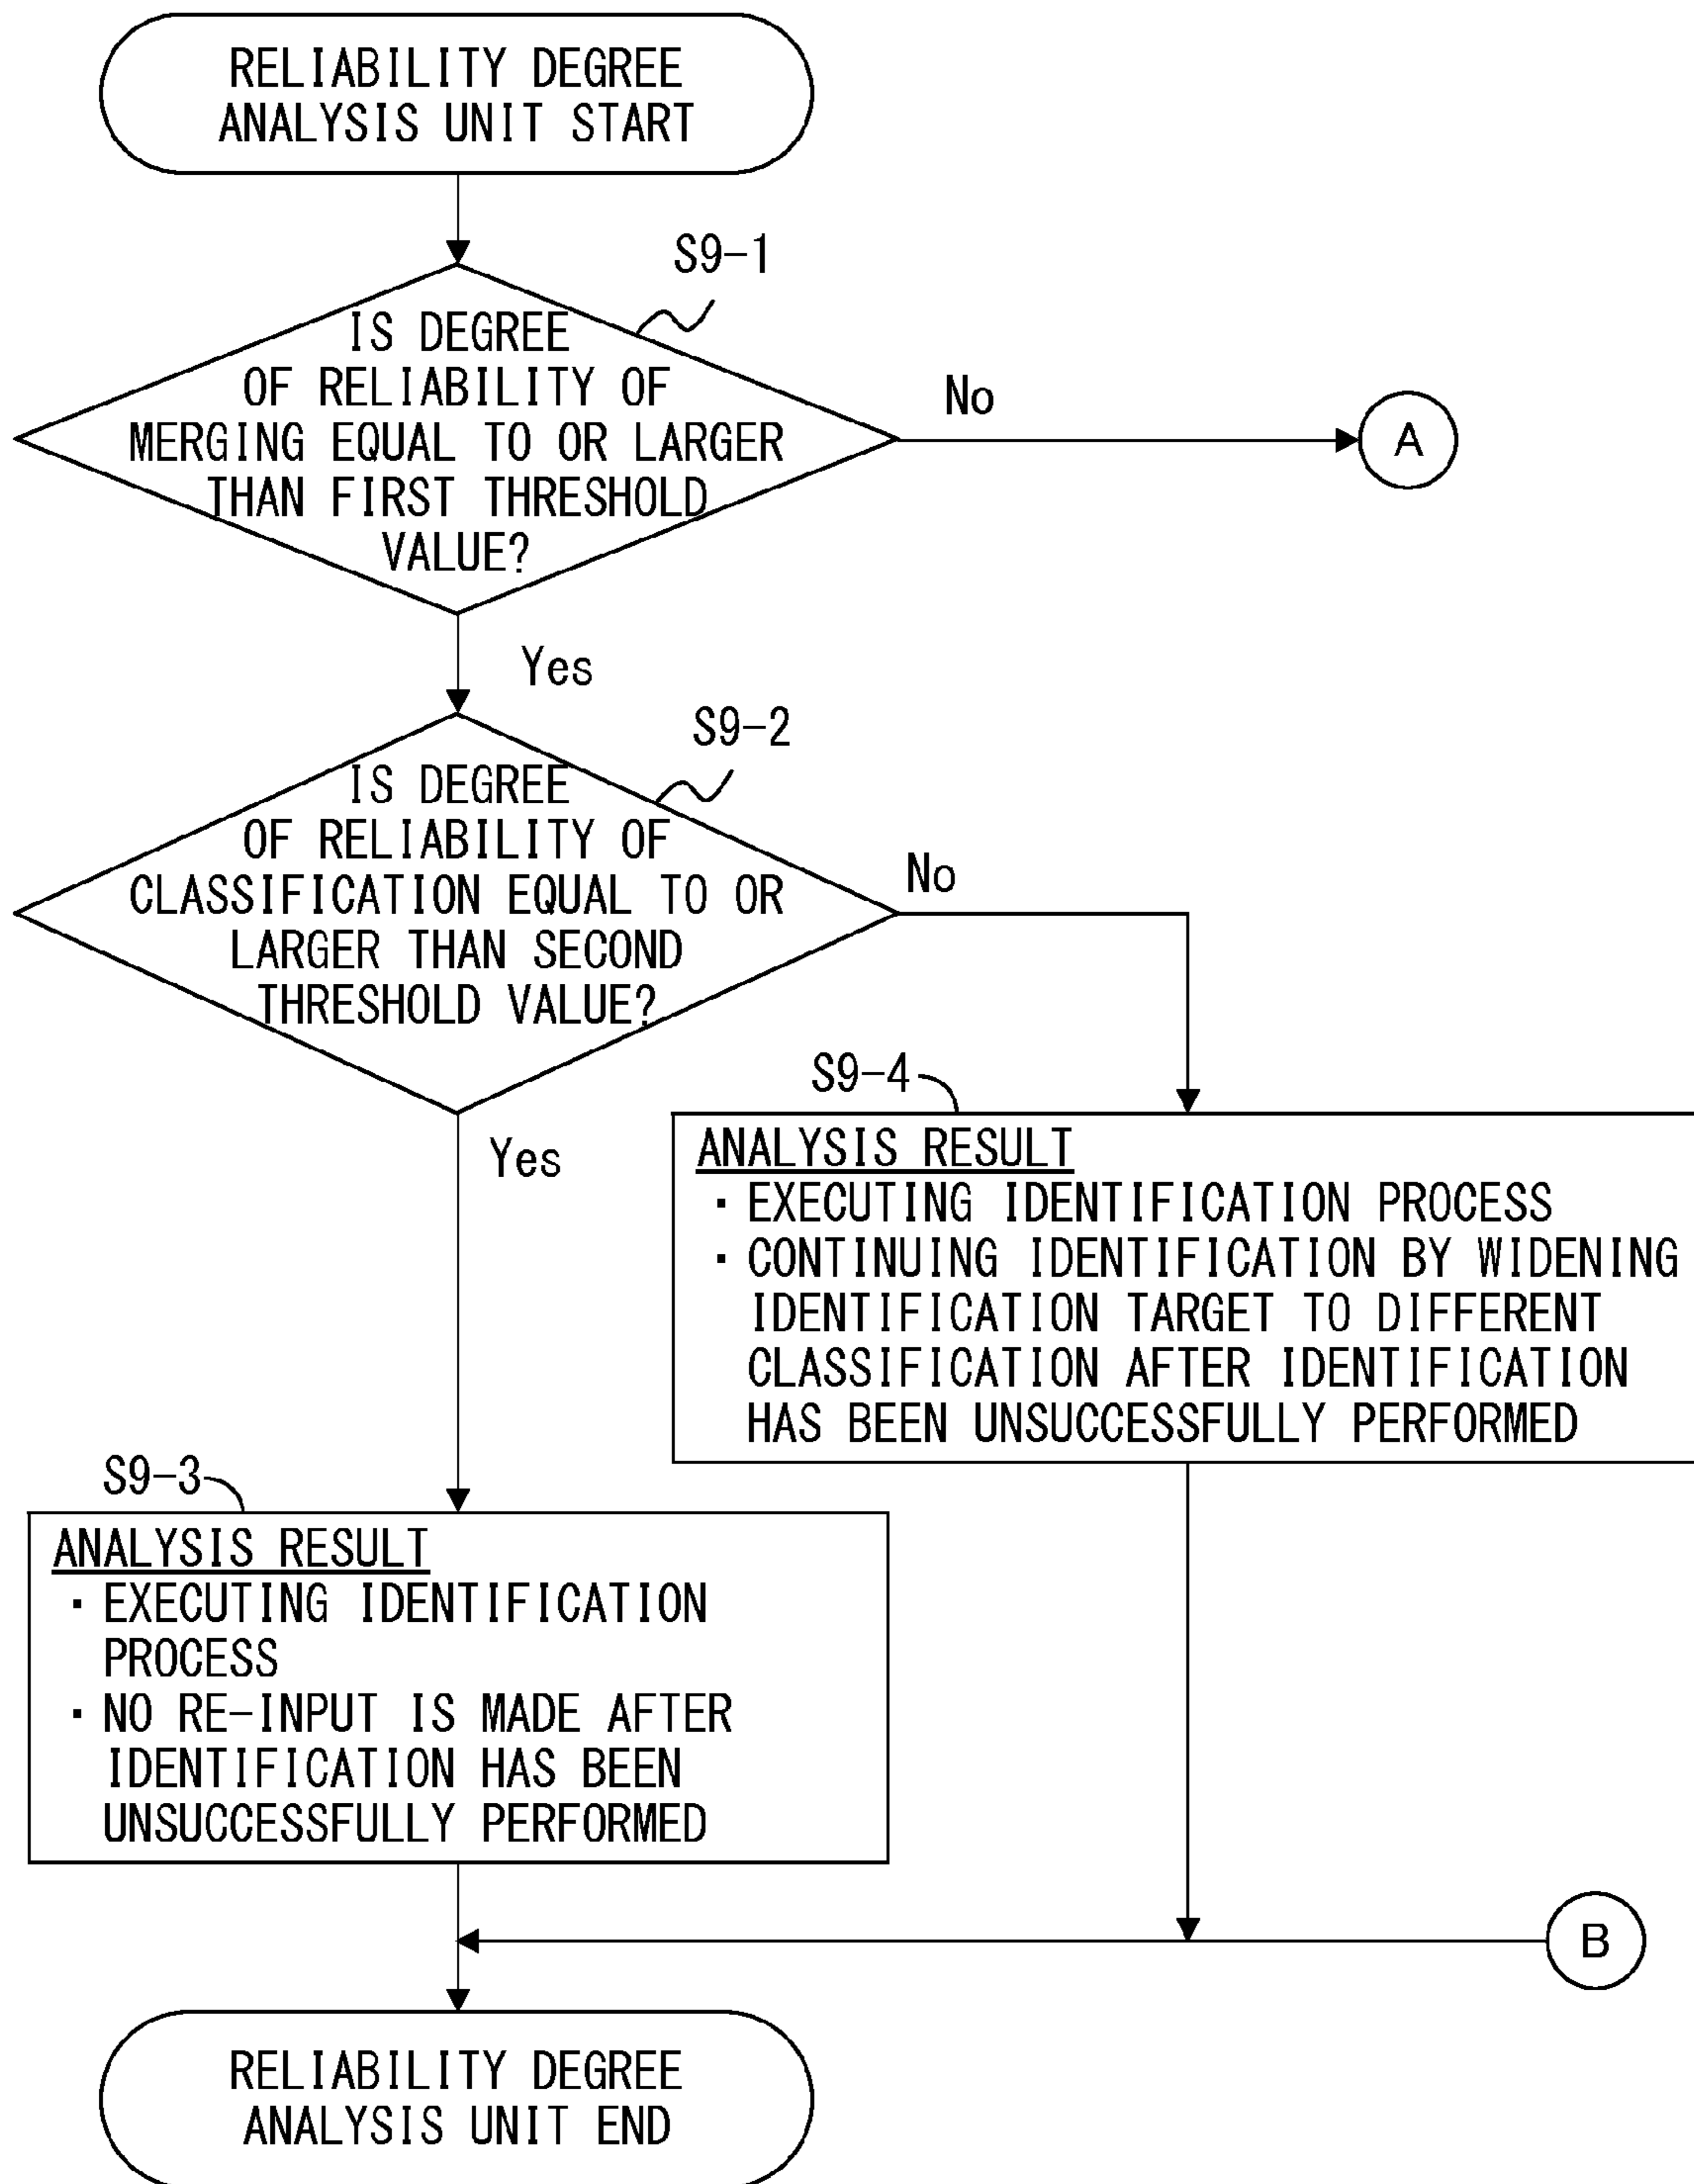 RELIABILITY DEGREE
ANALYSIS UNIT START
S9-1
IS DEGREE
OF RELIABILITY OF
MERGING EQUAL TO OR LARGER
THAN FIRST THRESHOLD
VALUE?
No
A
Yes
S9-2
IS DEGREE
OF RELIABILITY OF
CLASSIFICATION EQUAL TO OR
LARGER THAN SECOND
THRESHOLD VALUE?
No
Yes
S9-4
ANALYSIS RESULT
・EXECUTING IDENTIFICATION PROCESS
・CONTINUING IDENTIFICATION BY WIDENING
IDENTIFICATION TARGET TO DIFFERENT
CLASSIFICATION AFTER IDENTIFICATION
HAS BEEN UNSUCCESSFULLY PERFORMED
S9-3
ANALYSIS RESULT
・EXECUTING IDENTIFICATION
PROCESS
・NO RE-INPUT IS MADE AFTER
IDENTIFICATION HAS BEEN
UNSUCCESSFULLY PERFORMED
B
RELIABILITY DEGREE
ANALYSIS UNIT END